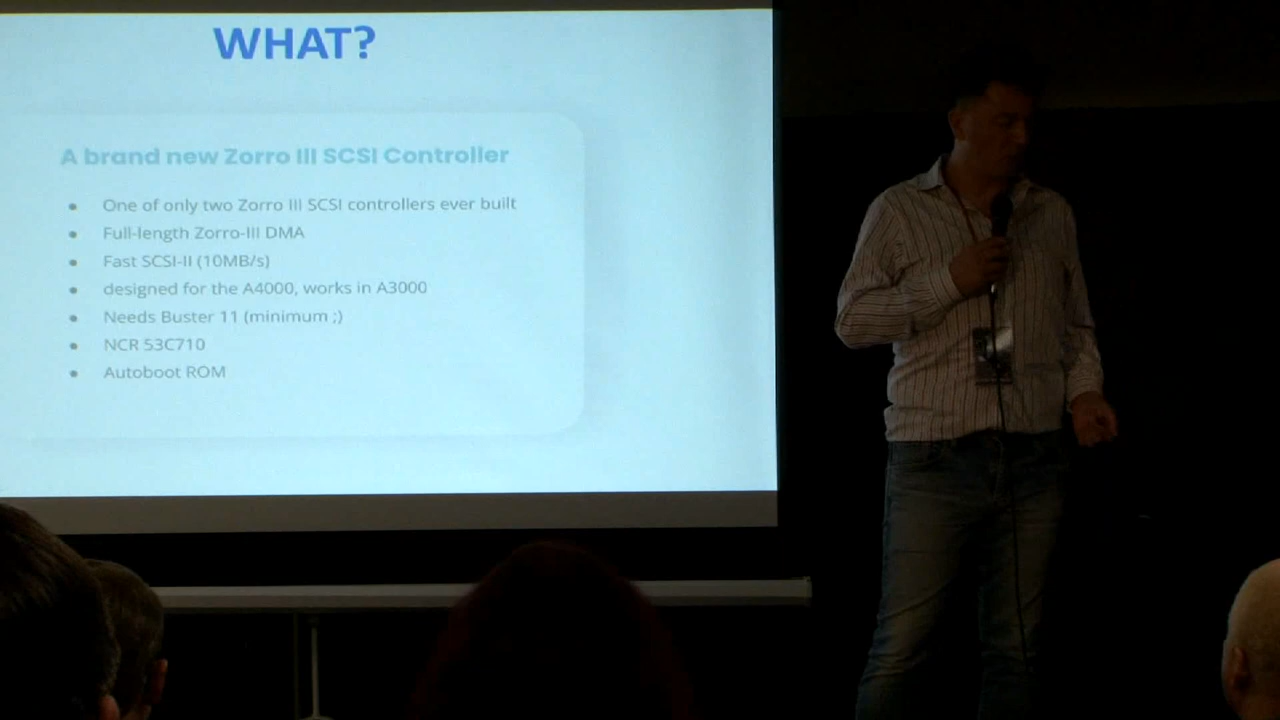 WHAT?
A brand new Zorro III SCSI Controller
• One of only two Zorro III SCSI controllers ever built
• Full-length Zorro-III DMA
• Fast SCSI-II (10MB/s)
• designed for the A4000, works in A3000
• Needs Buster 11 (minimum ;)
• NCR 53C710
• Autoboot ROM